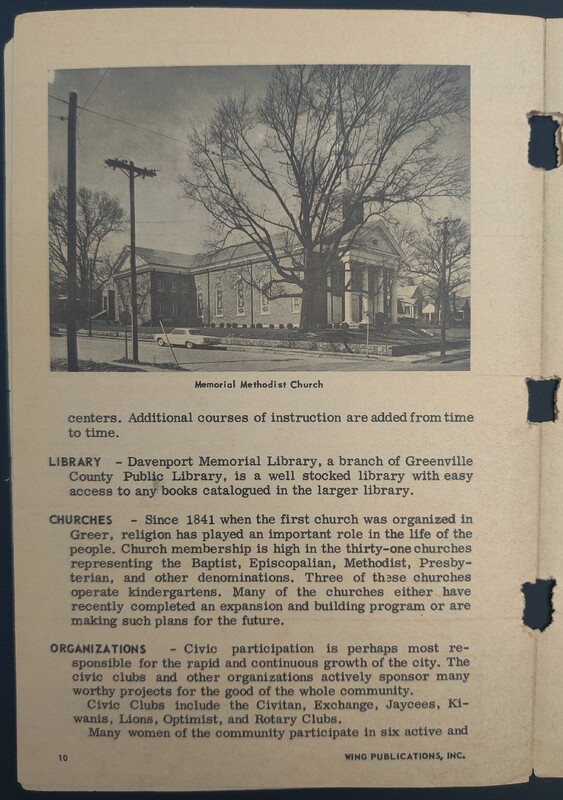 Memorial Methodist Church
centers. Additional courses of instruction are added from time
to time.
LIBRARY - Davenport Memorial Library, a branch of Greenville
County Public Library, is a well stocked library with easy
access to any books catalogued in the larger library.
CHURCHES - Since 1841 when the first church was organized in
Greer, religion has played an important role in the life of the
people. Church membership is high in the thirty-one churches
representing the Baptist, Episcopalian, Methodist, Presby-
terian, and other denominations. Three of these churches
operate kindergartens. Many of the churches either have
recently completed an expansion and building program or are
making such plans for the future.
ORGANIZATIONS - Civic participation is perhaps most re-
sponsible for the rapid and continuous growth of the city. The
civic clubs and other organizations actively sponsor many
worthy projects for the good of the whole community.
Civic Clubs include the Civitan, Exchange, Jaycees, Ki-
wanis, Lions, Optimist, and Rotary Clubs.
Many women of the community participate in six active and
10 WING PUBLICATIONS, INC.